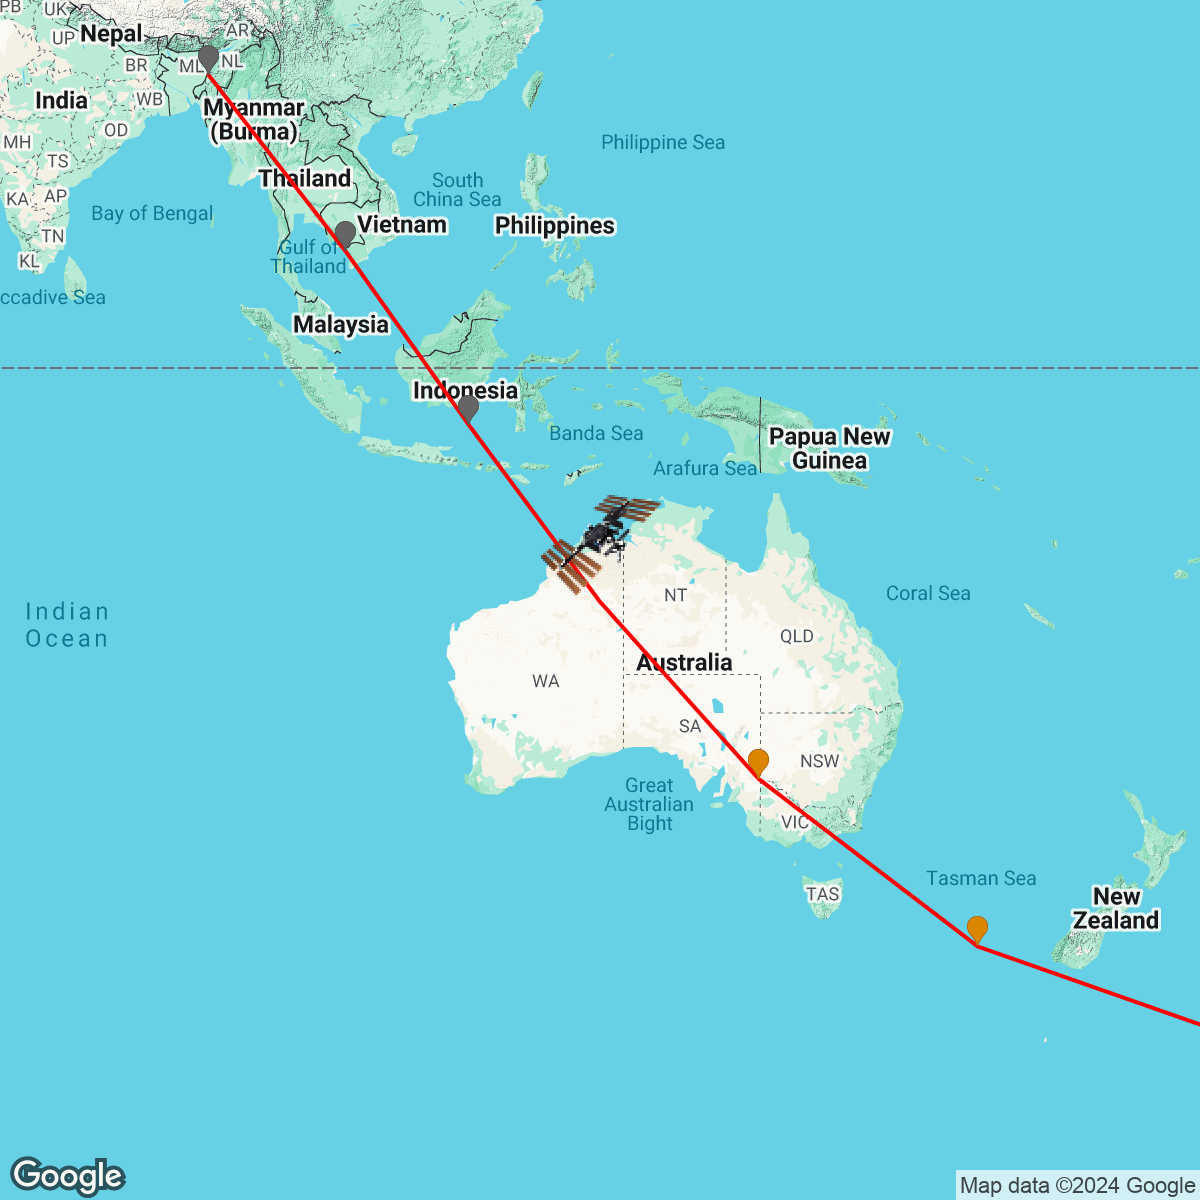 PB
UK
Nepal
AR
UP
BR
ML
NL
India
WB
Myanmar
(Burma)
OD
MH
TS
Philippine Sea
Thailand
South
China Sea
KA
AP
Bay of Bengal
Vietnam
Philippines
TN
Gulf of
Thailand
KL
ccadive Sea
Malaysia
Indonesia
Banda Sea
Papua New
Guinea
Arafura Sea
Indian
Ocean
NT
Coral Sea
QLD
Australia
WA
SA
NSW
Great
Australian
Bight
VIC
Tasman Sea
TAS
New
Zealand
Google
Map data ©2024 Google